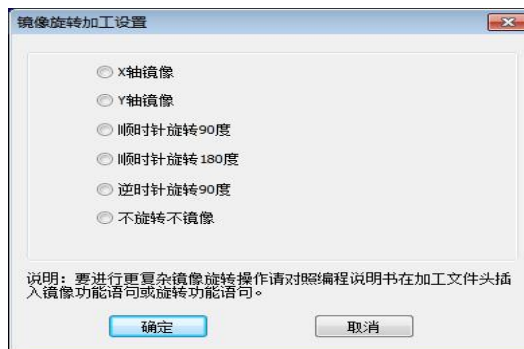 镜像旋转加工设置
X轴镜像
Y轴镜像
顺时针旋转90度
顺时针旋转180度
逆时针旋转90度
不旋转不镜像
说明：要进行更复杂镜像旋转操作请对照编程说明书在加工文件头插
入镜像功能语句或旋转功能语句。
确定
取消